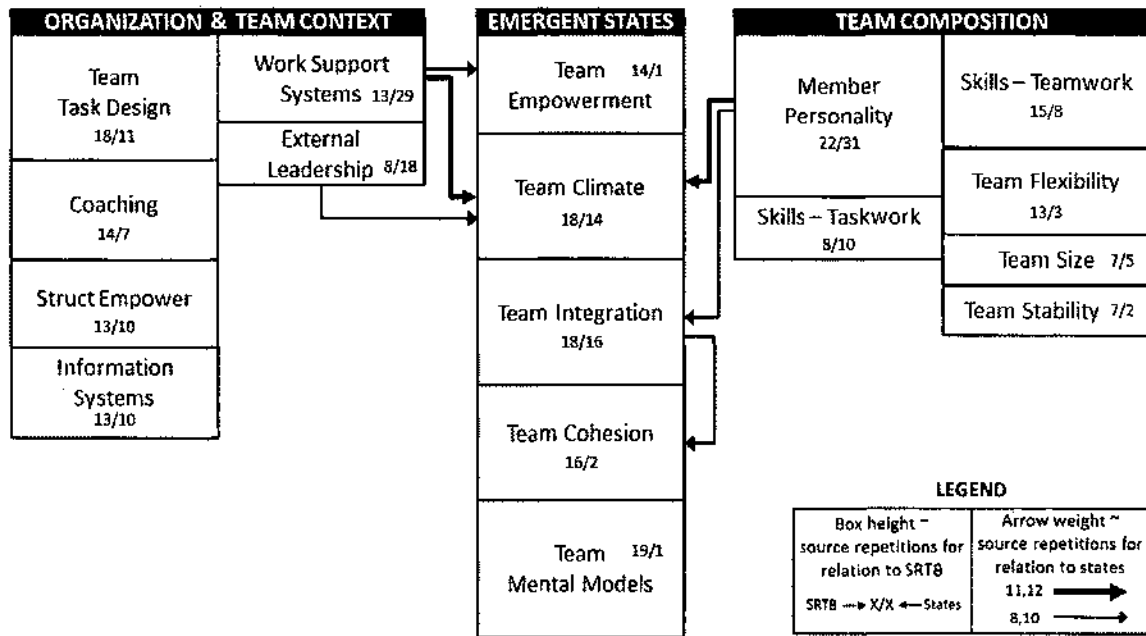 ORGANIZATION & TEAM CONTEXT
Team
Task Design
18/11
Coaching
14/7
Struct Empower
13/10
Information
Systems
13/10
Work Support
Systems 13/29
External
Leadership 8/18
EMERGENT STATES
Team 14/1
Empowerment
Team Climate
18/14
Team Integration
18/16
Team Cohesion
16/2
Team 19/1
Mental Models
TEAM COMPOSITION
Member
Personality
22/31
Skills – Taskwork
8/10
Skills – Teamwork
15/8
Team Flexibility
13/3
Team Size 7/5
Team Stability 7/2
LEGEND
Box height ~
source repetitions for
relation to SRTB
SRTB → X/X ← States
Arrow weight ~
source repetitions for
relation to states
11,12
8,10